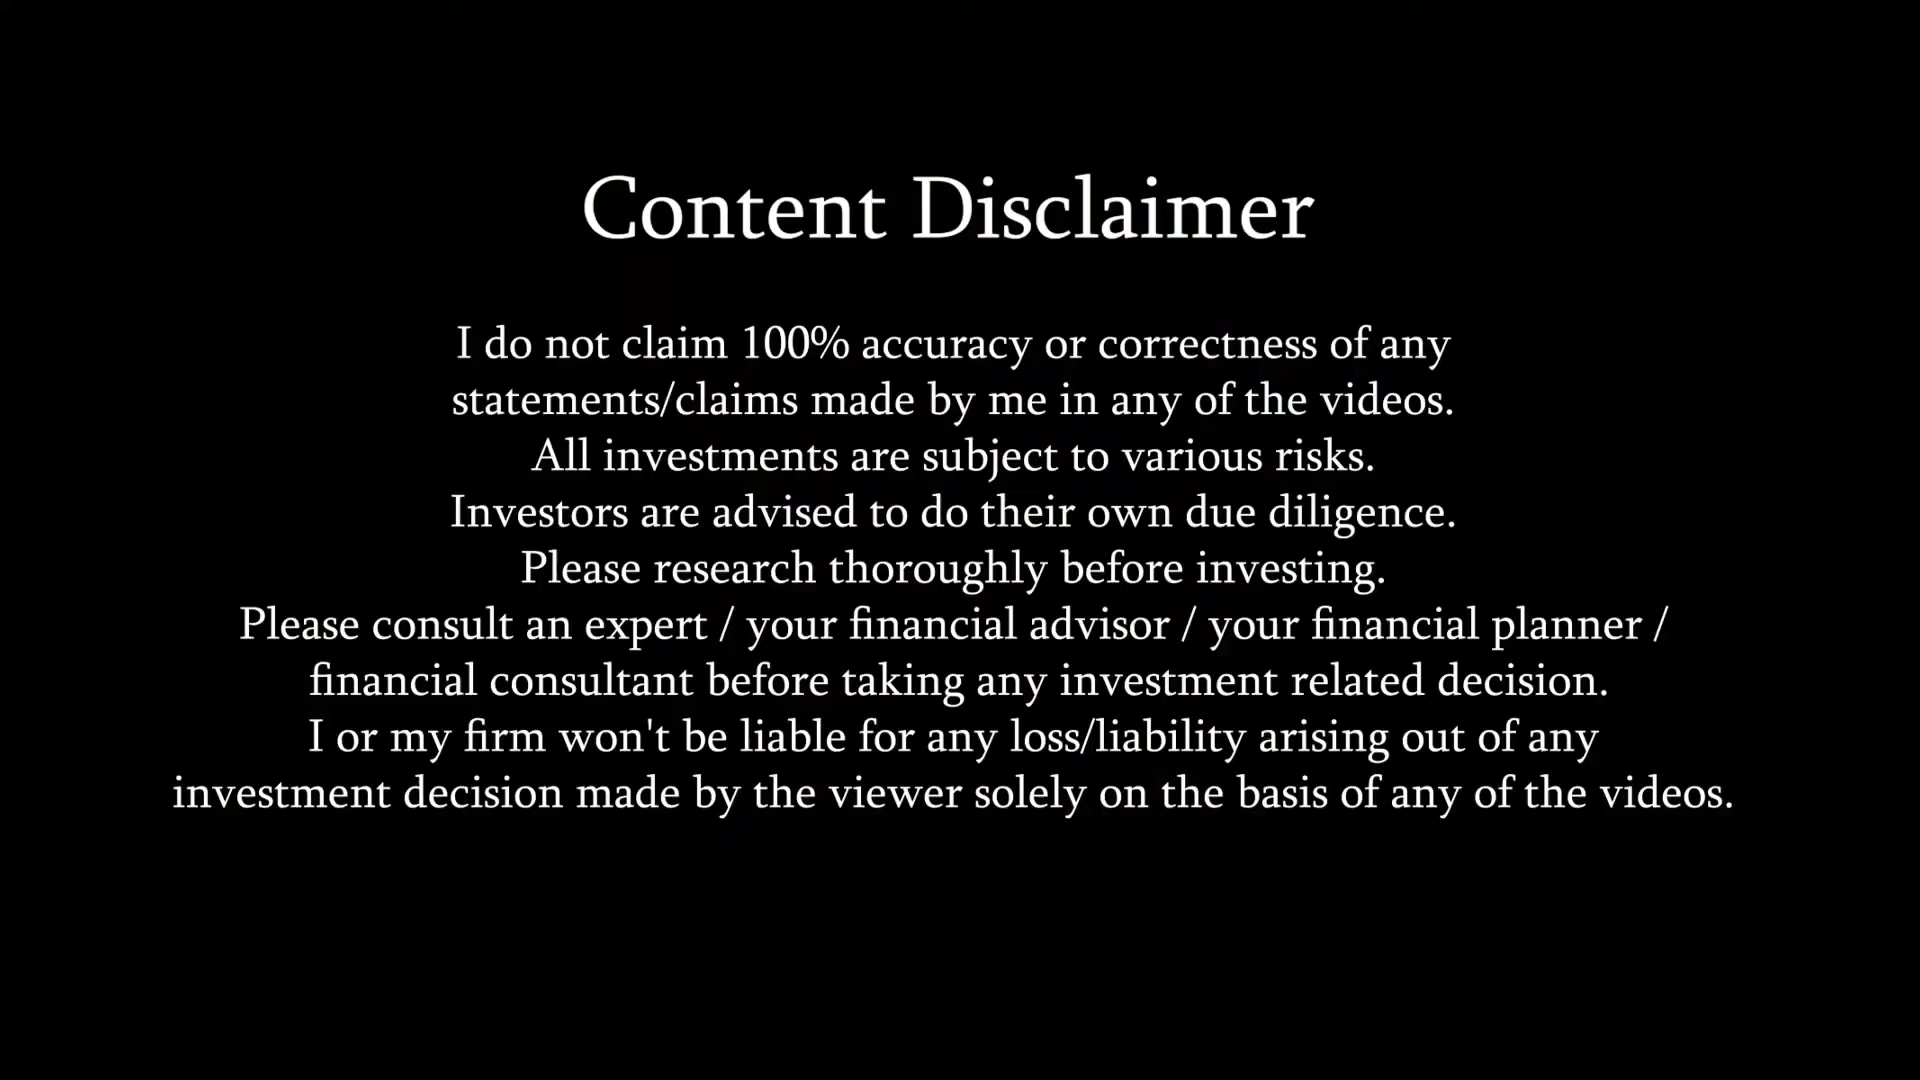 Content Disclaimer
I do not claim 100% accuracy or correctness of any
statements/claims made by me in any of the videos.
All investments are subject to various risks.
Investors are advised to do their own due diligence.
Please research thoroughly before investing.
Please consult an expert / your financial advisor / your financial planner /
financial consultant before taking any investment related decision.
I or my firm won't be liable for any loss/liability arising out of any
investment decision made by the viewer solely on the basis of any of the videos.